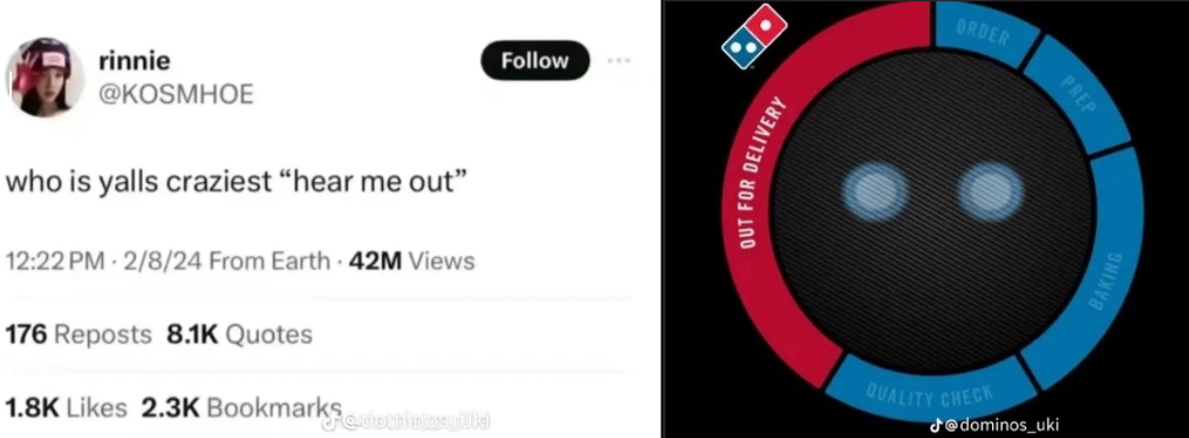 rinnie
Follow
@KOSMHOE
who is yalls craziest “hear me out”
12:22 PM · 2/8/24 From Earth · 42M Views
176 Reposts 8.1K Quotes
1.8K Likes 2.3K Bookmarks
ORDER
PREP
BAKING
QUALITY CHECK
OUT FOR DELIVERY
@dominos_uki
@dominos_uki